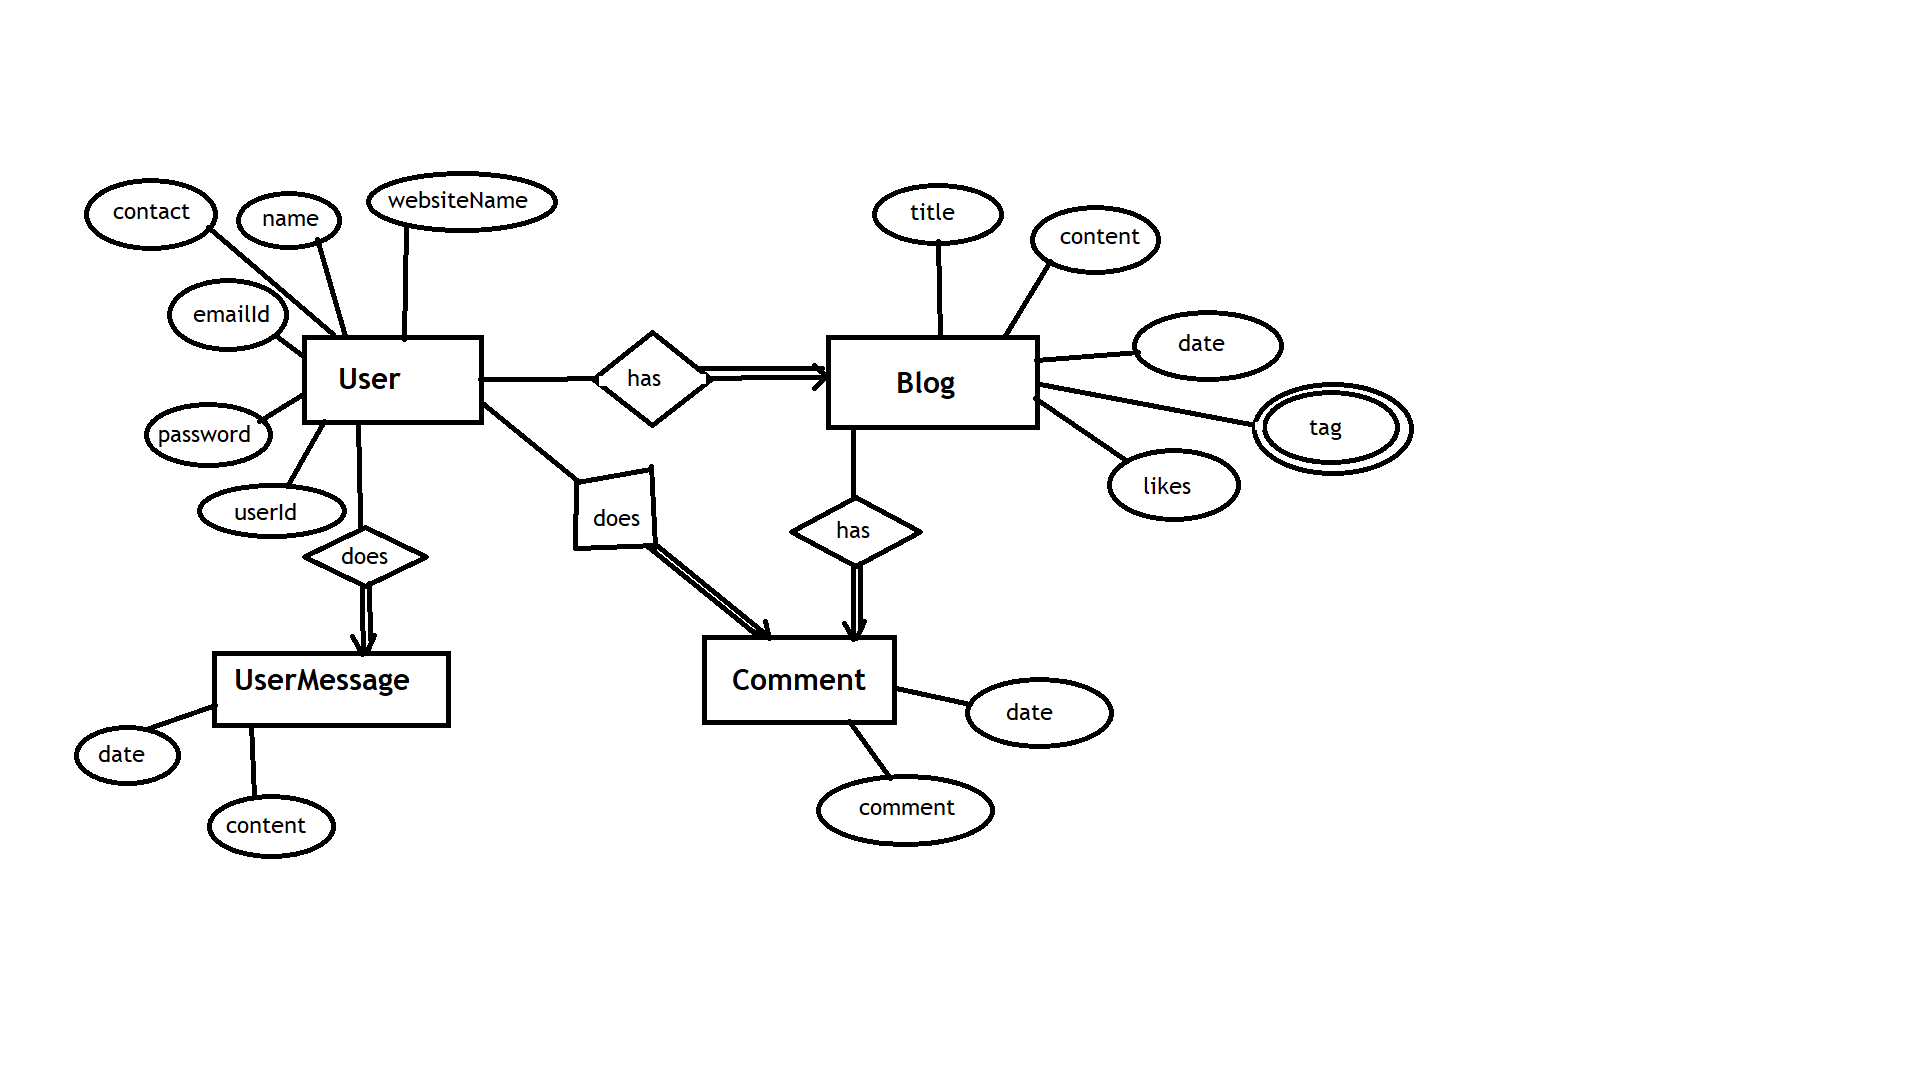 websiteName
contact
name
title
content
emailId
date
User
has
Blog
tag
password
likes
userId
does
has
does
UserMessage
Comment
date
date
comment
content